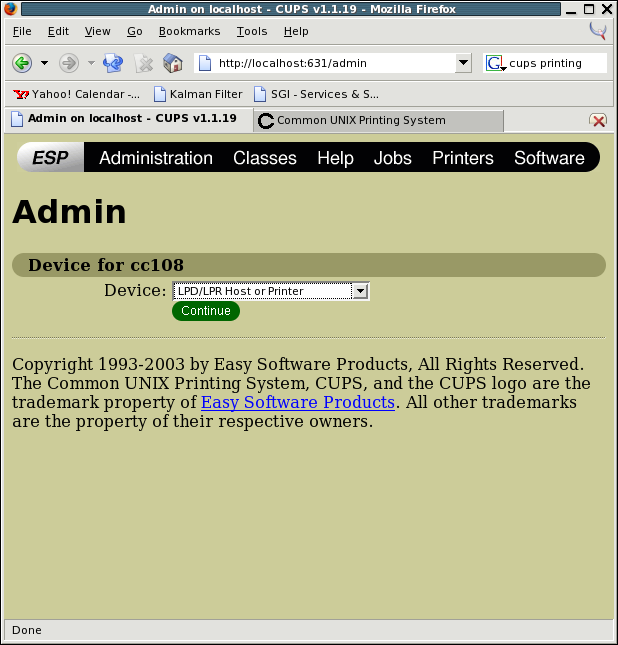 Admin on localhost - CUPS v1.1.19 - Mozilla Firefox
File Edit View Go Bookmarks Tools Help
http://localhost:631/admin
cups printing
Yahoo! Calendar -...
Kalman Filter
SGI - Services & S...
Admin on localhost - CUPS v1.1.19
Common UNIX Printing System
ESP Administration Classes Help Jobs Printers Software
Admin
Device for cc108
Device: LPD/LPR Host or Printer
Continue
Copyright 1993-2003 by Easy Software Products, All Rights Reserved.
The Common UNIX Printing System, CUPS, and the CUPS logo are the
trademark property of Easy Software Products. All other trademarks
are the property of their respective owners.
Done